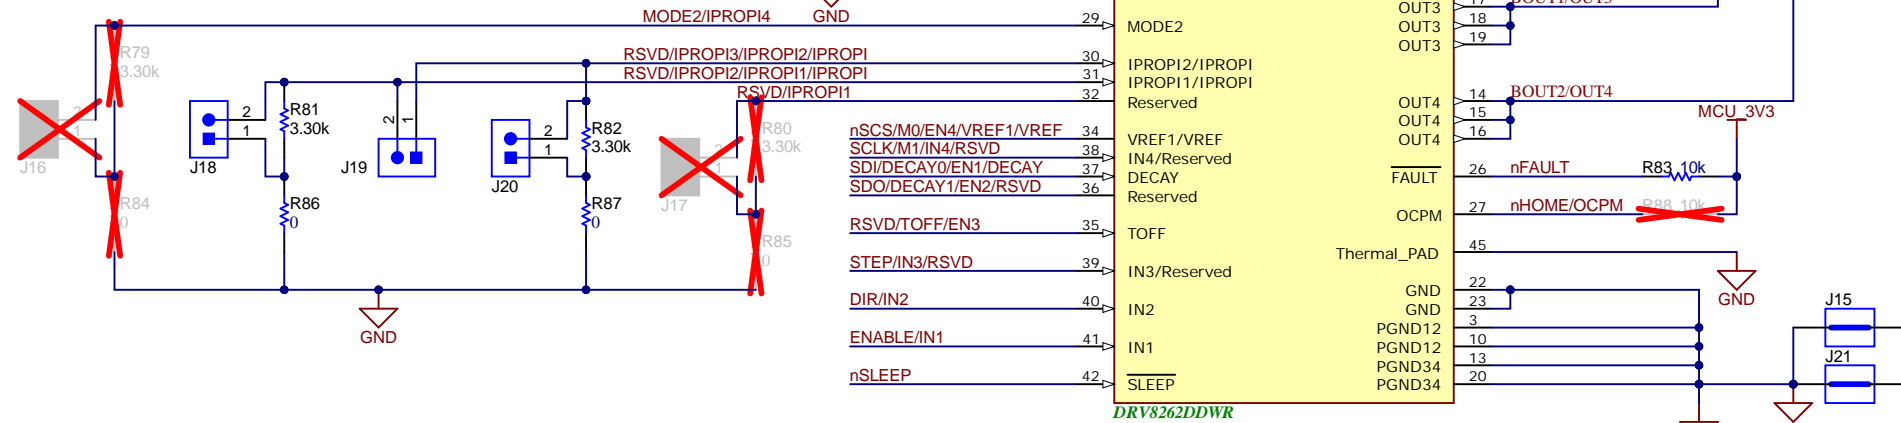 BOUT1/OUT3
17
OUT3
GND
MODE2/IPROPI4
29
MODE2
18
OUT3
19
OUT3
R79
3.30k
RSVD/IPROPI3/IPROPI2/IPROPI
30
IPROPI2/IPROPI
RSVD/IPROPI2/IPROPI1/IPROPI
31
IPROPI1/IPROPI
RSVD/IPROPI1
32
Reserved
OUT4
14
BOUT2/OUT4
OUT4
15
OUT4
16
MCU_3V3
2
1
J16
2
1
J18
R81
3.30k
2
1
J19
2
1
J20
R82
3.30k
2
1
J17
R80
3.30k
nSCS/M0/EN4/VREF1/VREF
34
VREF1/VREF
SCLK/M1/IN4/RSVD
38
IN4/Reserved
SDI/DECAY0/EN1/DECAY
37
DECAY
SDO/DECAY1/EN2/RSVD
36
Reserved
FAULT
26
nFAULT
R83
10k
OCPM
27
nHOME/OCPM
R88
10k
R84
0
R86
0
R87
0
R85
0
RSVD/TOFF/EN3
35
TOFF
Thermal_PAD
45
GND
STEP/IN3/RSVD
39
IN3/Reserved
GND
22
GND
23
DIR/IN2
40
IN2
PGND12
3
ENABLE/IN1
41
IN1
PGND12
10
PGND34
13
nSLEEP
42
SLEEP
PGND34
20
GND
J15
J21
DRV8262DDWR